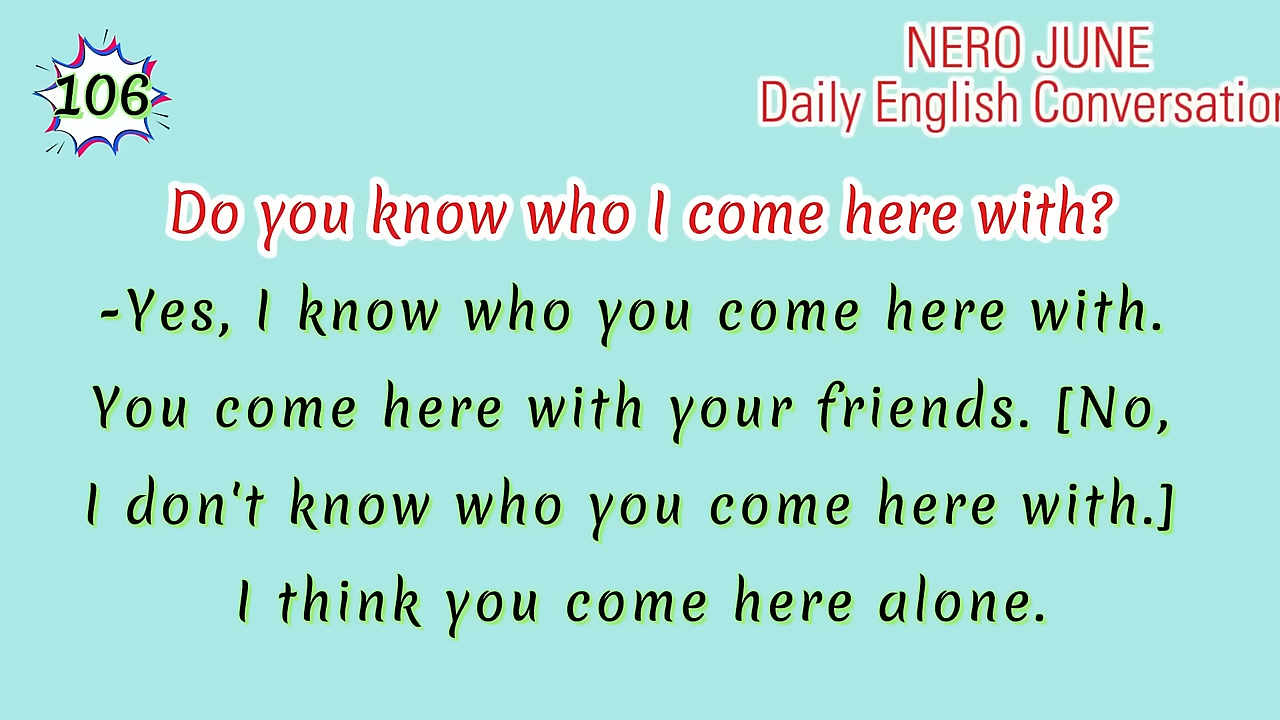 106
NERO JUNE
Daily English Conversation
Do you know who I come here with?
-Yes, I know who you come here with.
You come here with your friends. [No,
I don't know who you come here with.]
I think you come here alone.